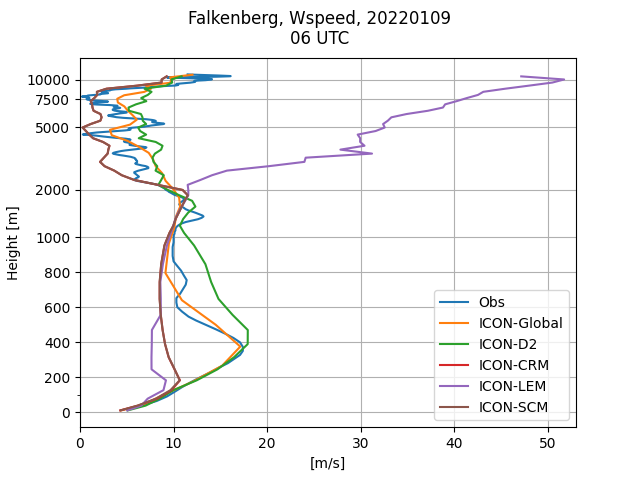 Falkenberg, Wspeed, 20220109
06 UTC
Height [m]
10000
7500
5000
2000
1000
800
600
400
200
0
0 10 20 30 40 50
[m/s]
Obs
ICON-Global
ICON-D2
ICON-CRM
ICON-LEM
ICON-SCM